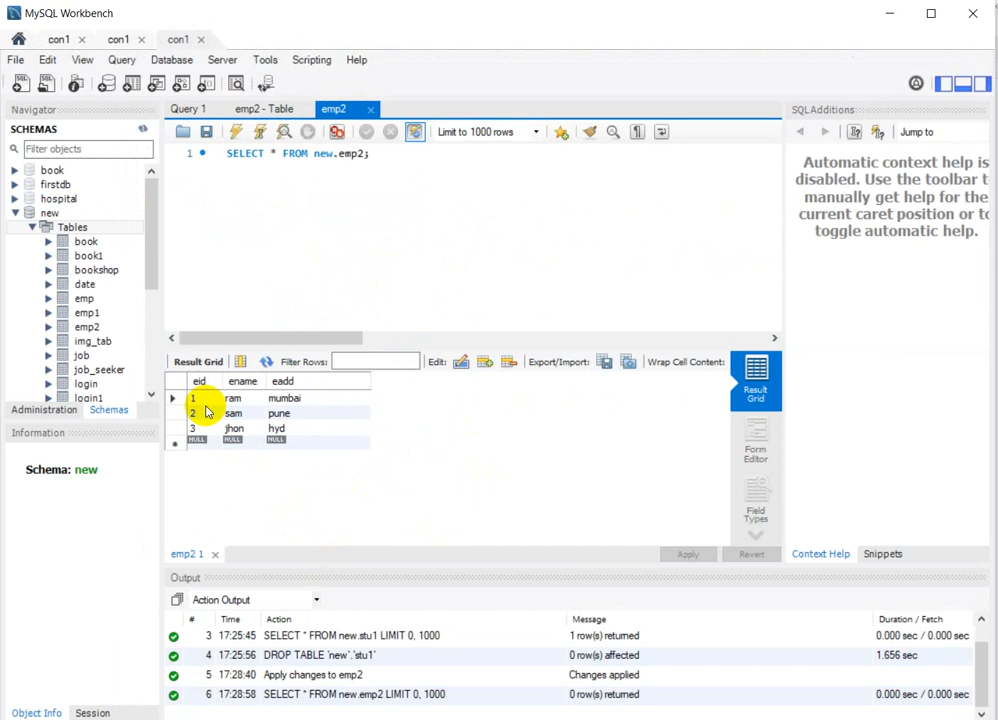 MySQL Workbench
con1 con1 con1
File Edit View Query Database Server Tools Scripting Help
Navigator
SCHEMAS
Filter objects
book
firstdb
hospital
new
Tables
book
book1
bookshop
date
emp
emp1
emp2
img_tab
job
job_seeker
login
login1
Administration Schemas
Information
Schema: new
Object Info Session
Query 1 emp2 - Table emp2
Limit to 1000 rows
1 SELECT * FROM new.emp2;
Result Grid Filter Rows: Edit: Export/Import: Wrap Cell Content:
eid ename eadd
1 ram mumbai
2 sam pune
3 jhon hyd
NULL NULL NULL
Result Grid
Form Editor
Field Types
emp2 1 Apply Revert
SQLAdditions
Jump to
Automatic context help is
disabled. Use the toolbar t
manually get help for the
current caret position or to
toggle automatic help.
Context Help Snippets
Output
Action Output
# Time Action Message Duration / Fetch
3 17:25:45 SELECT * FROM new.stu1 LIMIT 0, 1000 1 row(s) returned 0.000 sec / 0.000 sec
4 17:25:56 DROP TABLE `new`.`stu1` 0 row(s) affected 1.656 sec
5 17:28:40 Apply changes to emp2 Changes applied
6 17:28:58 SELECT * FROM new.emp2 LIMIT 0, 1000 0 row(s) returned 0.000 sec / 0.000 sec